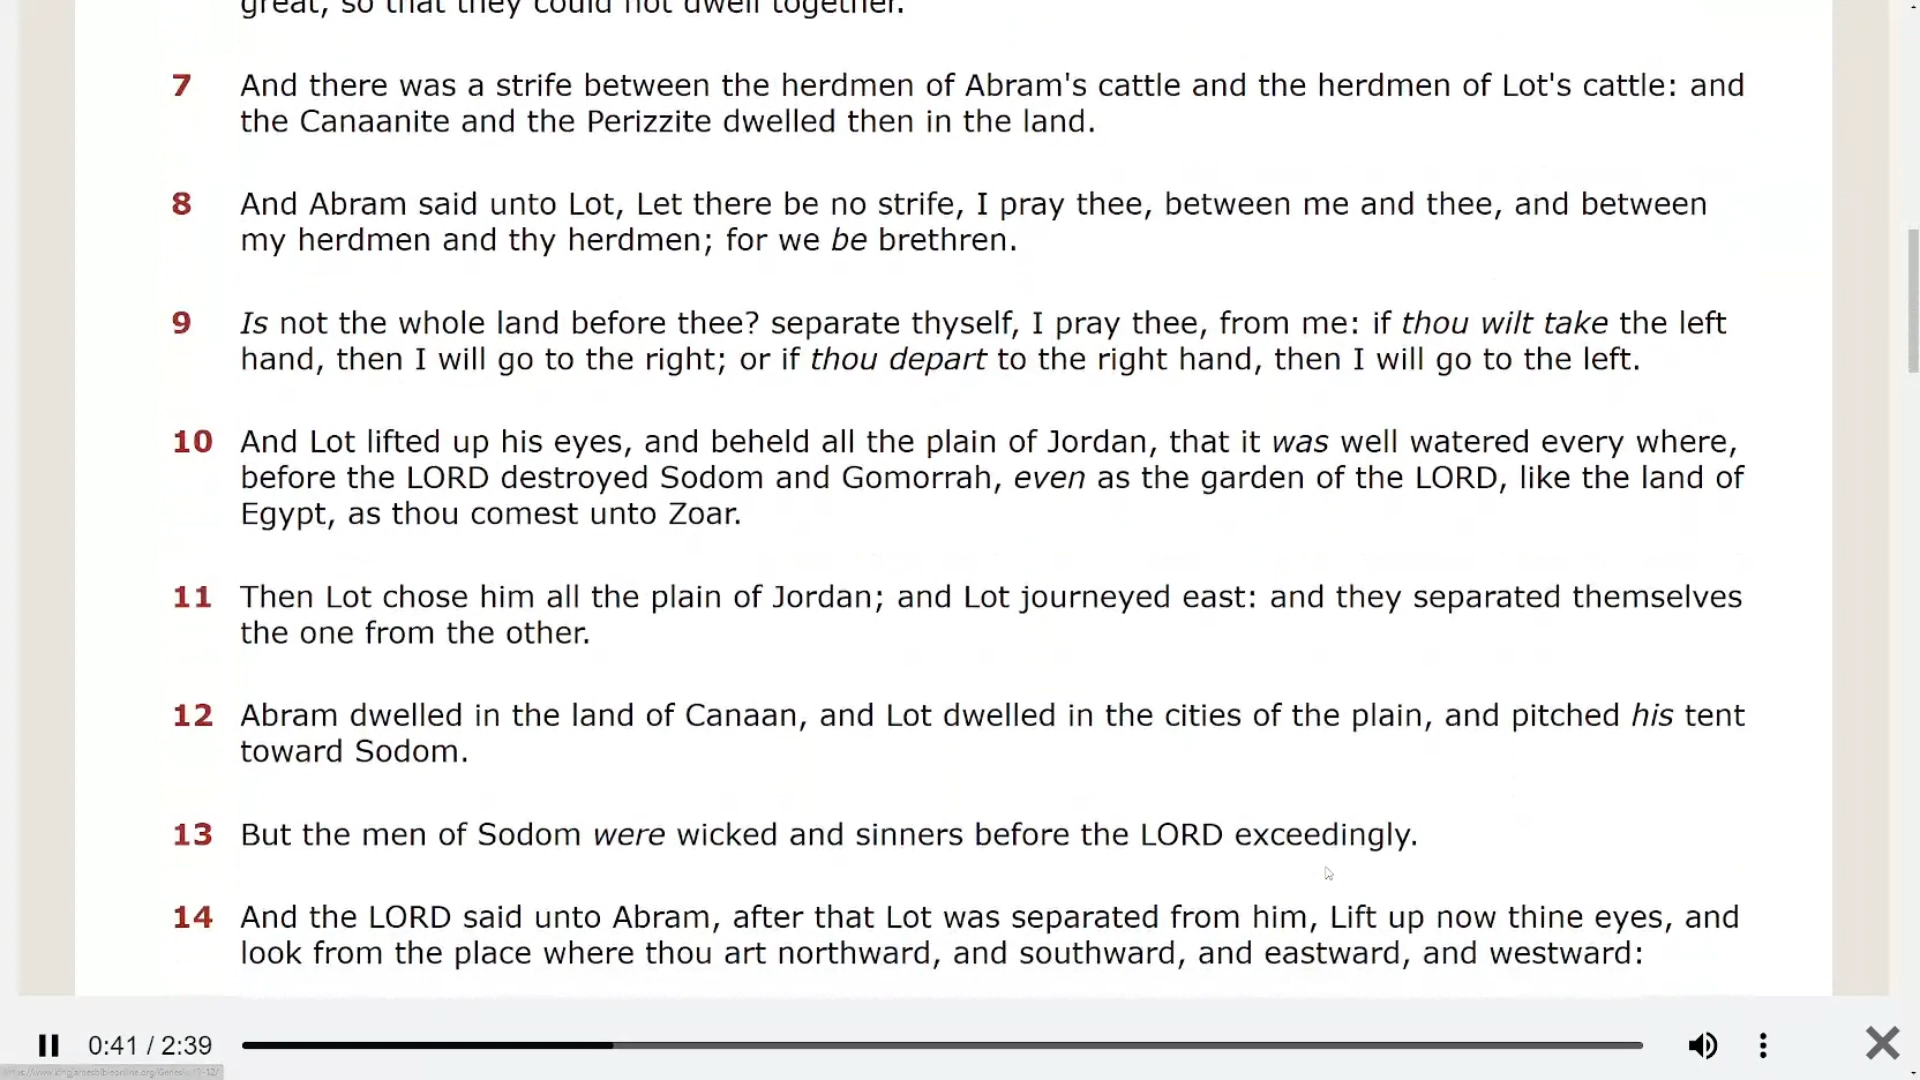 great, so that they could not dwell together.
7 And there was a strife between the herdmen of Abram's cattle and the herdmen of Lot's cattle: and
the Canaanite and the Perizzite dwelled then in the land.
8 And Abram said unto Lot, Let there be no strife, I pray thee, between me and thee, and between
my herdmen and thy herdmen; for we be brethren.
9 Is not the whole land before thee? separate thyself, I pray thee, from me: if thou wilt take the left
hand, then I will go to the right; or if thou depart to the right hand, then I will go to the left.
10 And Lot lifted up his eyes, and beheld all the plain of Jordan, that it was well watered every where,
before the LORD destroyed Sodom and Gomorrah, even as the garden of the LORD, like the land of
Egypt, as thou comest unto Zoar.
11 Then Lot chose him all the plain of Jordan; and Lot journeyed east: and they separated themselves
the one from the other.
12 Abram dwelled in the land of Canaan, and Lot dwelled in the cities of the plain, and pitched his tent
toward Sodom.
13 But the men of Sodom were wicked and sinners before the LORD exceedingly.
14 And the LORD said unto Abram, after that Lot was separated from him, Lift up now thine eyes, and
look from the place where thou art northward, and southward, and eastward, and westward:
0:41 / 2:39